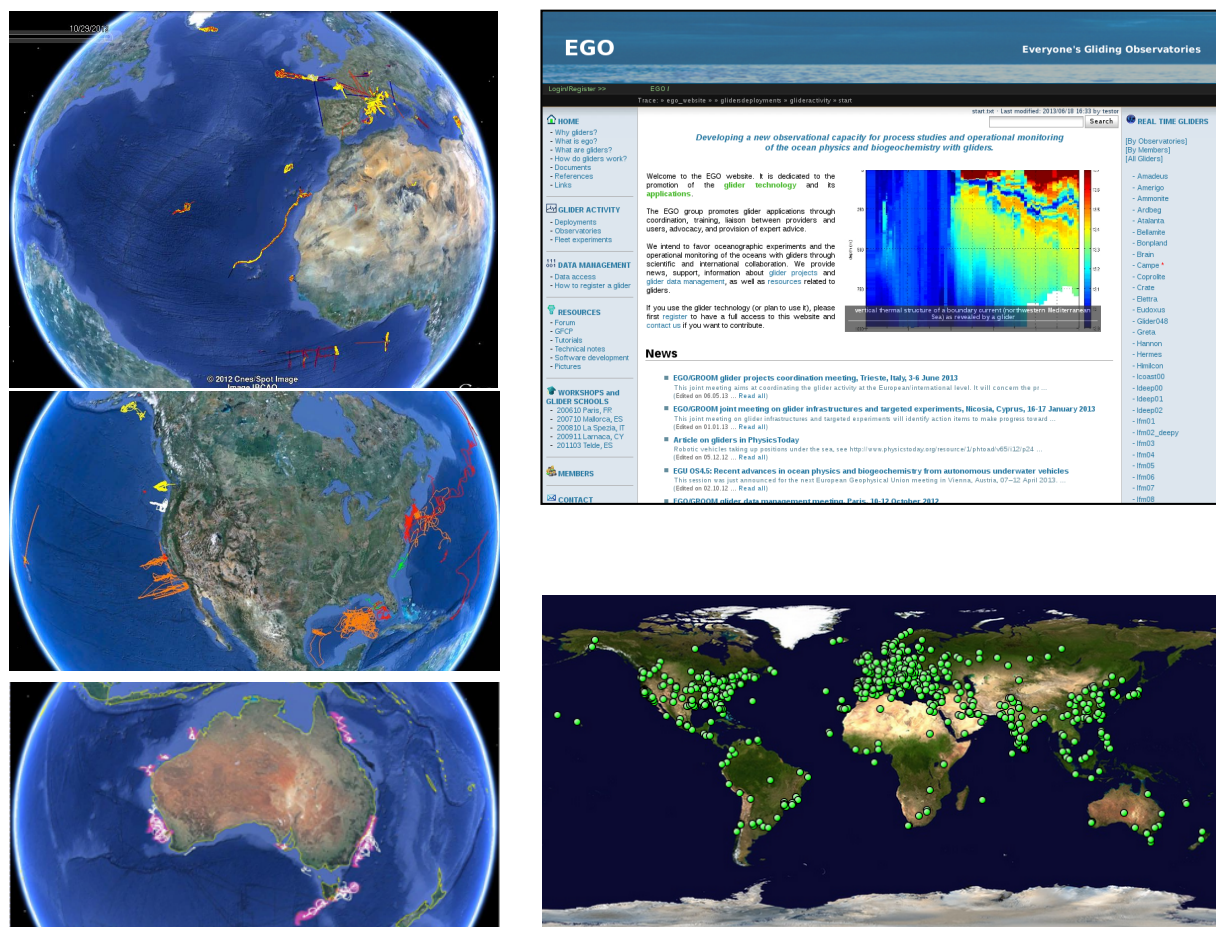 10/29/201
© 2012 Cnes/Spot Image
Image IBCAO
EGO
Everyone's Gliding Observatories
Login/Register >>
EGO /
Trace: » ego_website » » glidersdeployments » glideractivity » start
start.txt · Last modified: 2013/06/18 16:33 by testor
Search
HOME
- Why gliders?
- What is ego?
- What are gliders?
- How do gliders work?
- Documents
- References
- Links
GLIDER ACTIVITY
- Deployments
- Observatories
- Fleet experiments
DATA MANAGEMENT
- Data access
- How to register a glider
RESOURCES
- Forum
- GFCP
- Tutorials
- Technical notes
- Software development
- Pictures
WORKSHOPS and
GLIDER SCHOOLS
- 200610 Paris, FR
- 200710 Mallorca, ES
- 200810 La Spezia, IT
- 200911 Larnaca, CY
- 201103 Telde, ES
MEMBERS
CONTACT
Developing a new observational capacity for process studies and operational monitoring
of the ocean physics and biogeochemistry with gliders.
Welcome to the EGO website. It is dedicated to the
promotion of the glider technology and its
applications.
The EGO group promotes glider applications through
coordination, training, liaison between providers and
users, advocacy, and provision of expert advice.
We intend to favor oceanographic experiments and the
operational monitoring of the oceans with gliders through
scientific and international collaboration. We provide
news, support, information about glider projects and
glider data management, as well as resources related to
gliders.
If you use the glider technology (or plan to use it), please
first register to have a full access to this website and
contact us if you want to contribute.
vertical thermal structure of a boundary current (northwestern Mediterranean
Sea) as revealed by a glider
News
EGO/GROOM glider projects coordination meeting, Trieste, Italy, 3-6 June 2013
This joint meeting aims at coordinating the glider activity at the European/international level. It will concern the pr ...
(Edited on 06.05.13 ... Read all)
EGO/GROOM joint meeting on glider infrastructures and targeted experiments, Nicosia, Cyprus, 16-17 January 2013
This joint meeting on glider infrastructures and targeted experiments will identify action items to make progress toward ...
(Edited on 01.01.13 ... Read all)
Article on gliders in PhysicsToday
Robotic vehicles taking up positions under the sea, see http://www.physicstoday.org/resource/1/phtoad/v65/i12/p24 ...
(Edited on 05.12.12 ... Read all)
EGU OS4.5: Recent advances in ocean physics and biogeochemistry from autonomous underwater vehicles
This session was just announced for the next European Geophysical Union meeting in Vienna, Austria, 07–12 April 2013. ...
(Edited on 02.10.12 ... Read all)
EGO/GROOM glider data management meeting, Paris, 10-12 October 2012
REAL TIME GLIDERS
[By Observatories]
[By Members]
[All Gliders]
- Amadeus
- Amerigo
- Ammonite
- Ardbeg
- Atalanta
- Bellamite
- Bonpland
- Brain
- Campe *
- Coprolite
- Crate
- Elettra
- Eudoxus
- Glider048
- Greta
- Hannon
- Hermes
- Himilcon
- Icoast00
- Ideep00
- Ideep01
- Ideep02
- Ifm01
- Ifm02_deepy
- Ifm03
- Ifm04
- Ifm05
- Ifm06
- Ifm07
- Ifm08